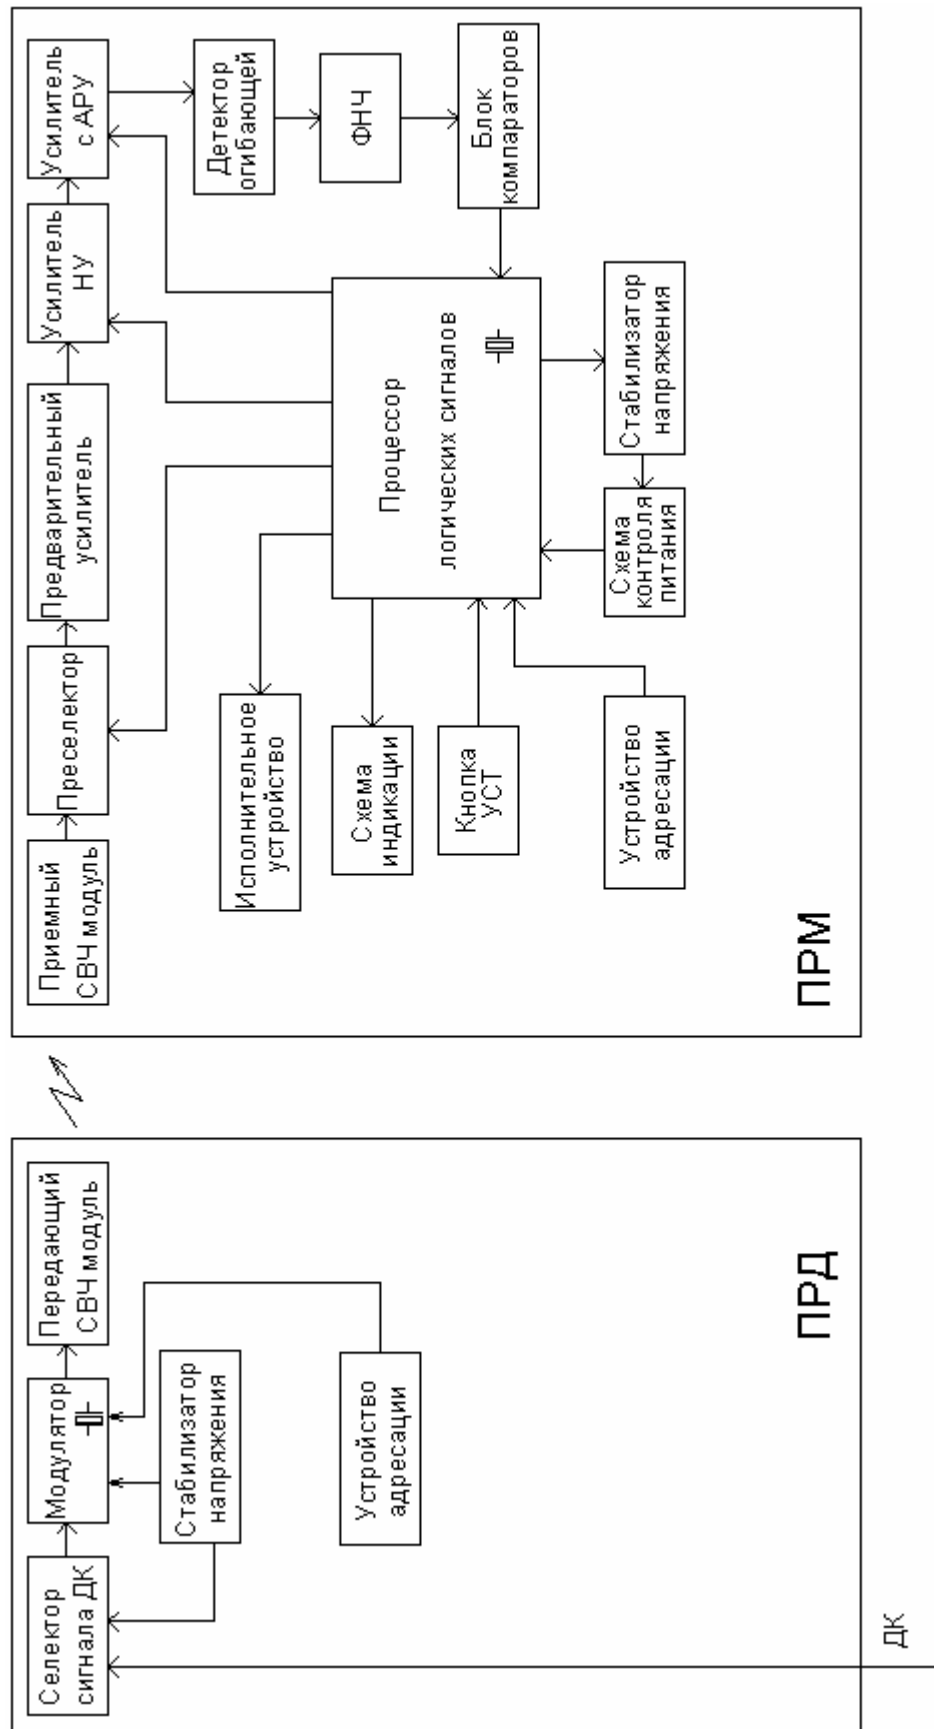 Селектор
сигнала ДК
Модулятор
Передающий
СВЧ модуль
Стабилизатор
напряжения
Устройство
адресации
ПРД
ДК
Приемный
СВЧ модуль
Преселектор
Предварительный
усилитель
Усилитель
НУ
Усилитель
с АРУ
Детектор
огибающей
ФНЧ
Блок
компараторов
Процессор
логических сигналов
Исполнительное
устройство
Схема
индикации
Кнопка
УСТ
Устройство
адресации
Схема
контроля
питания
Стабилизатор
напряжения
ПРМ